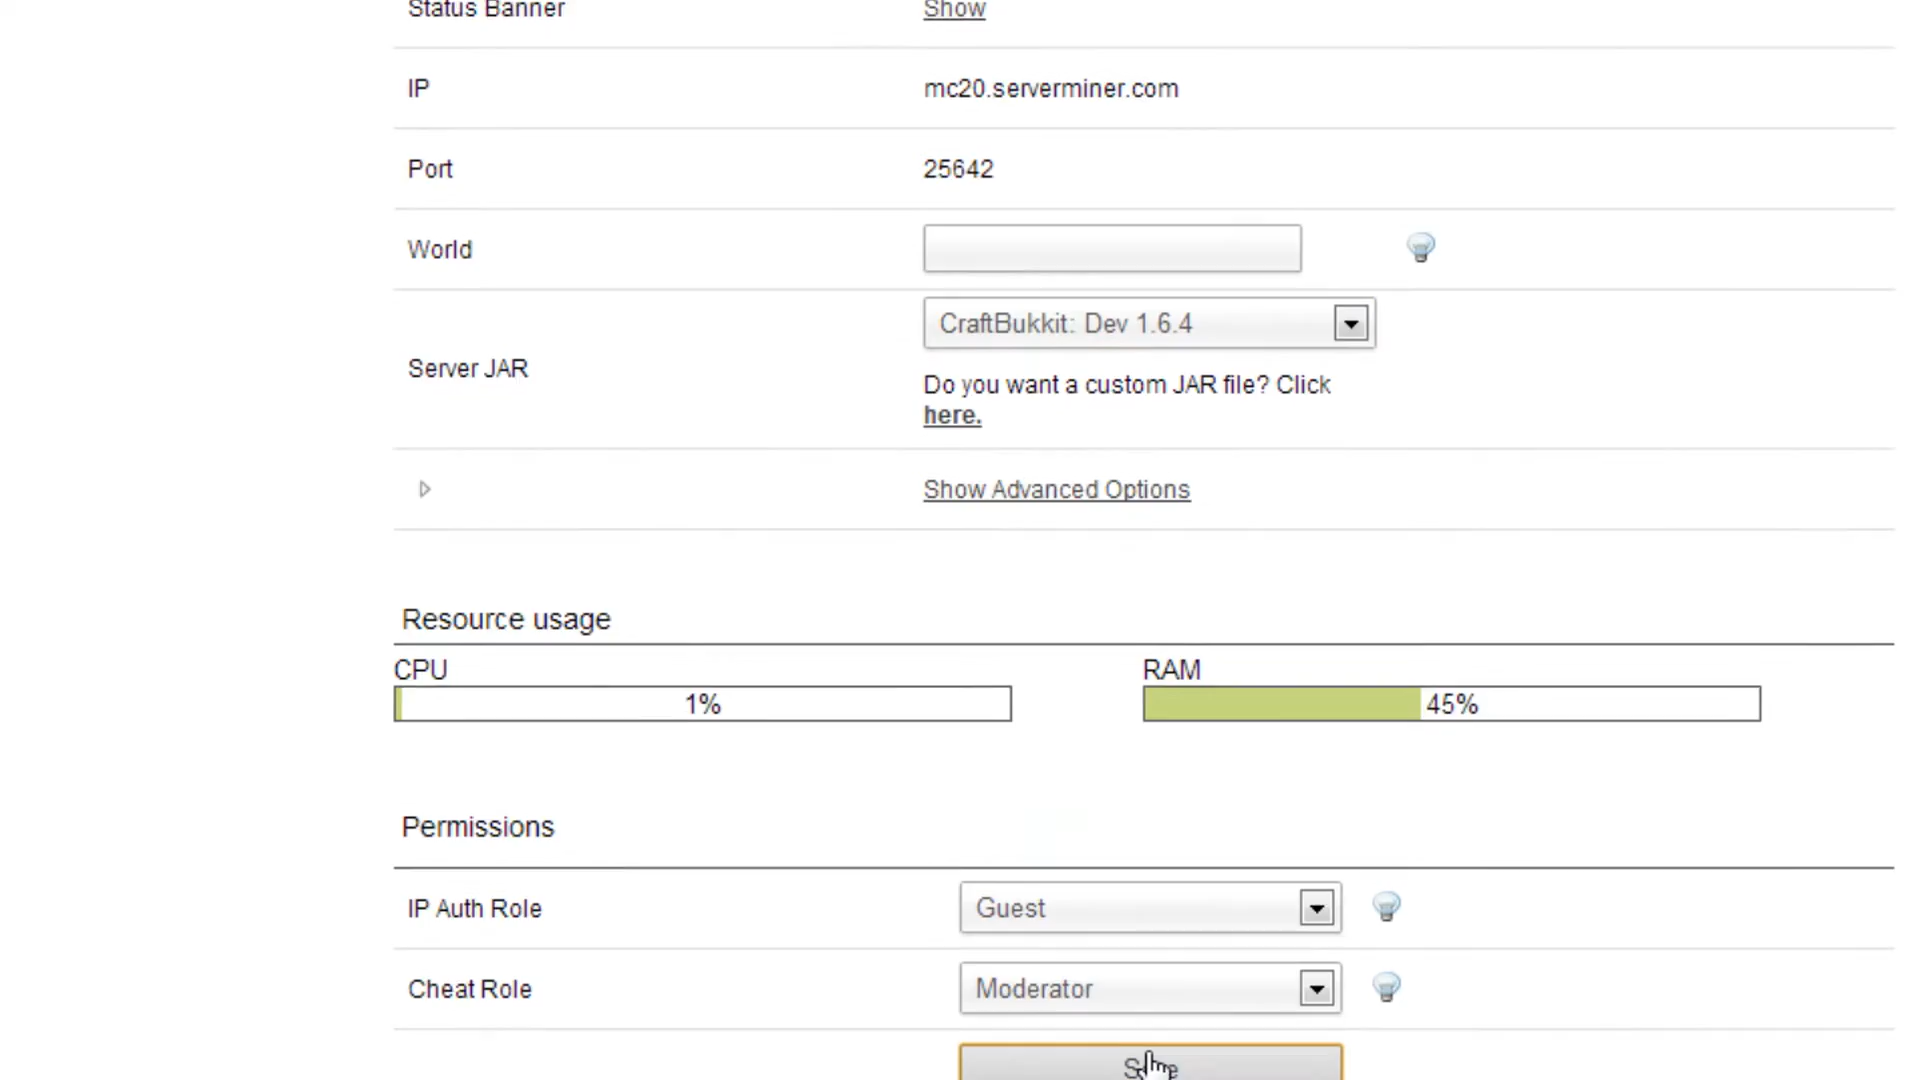 Status Banner Show
IP mc20.serverminer.com
Port 25642
World
CraftBukkit: Dev 1.6.4
Server JAR
Do you want a custom JAR file? Click
here.
Show Advanced Options
Resource usage
CPU RAM
1% 45%
Permissions
IP Auth Role Guest
Cheat Role Moderator